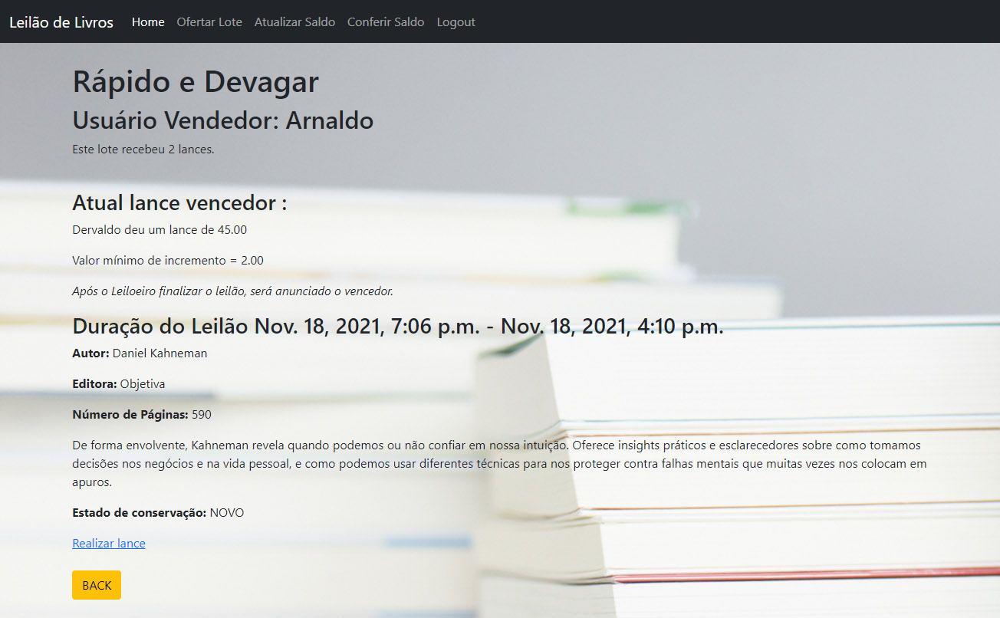 Leilão de Livros Home Ofertar Lote Atualizar Saldo Conferir Saldo Logout
Rápido e Devagar
Usuário Vendedor: Arnaldo
Este lote recebeu 2 lances.
Atual lance vencedor :
Dervaldo deu um lance de 45.00
Valor mínimo de incremento = 2.00
Após o Leiloeiro finalizar o leilão, será anunciado o vencedor.
Duração do Leilão Nov. 18, 2021, 7:06 p.m. - Nov. 18, 2021, 4:10 p.m.
Autor: Daniel Kahneman
Editora: Objetiva
Número de Páginas: 590
De forma envolvente, Kahneman revela quando podemos ou não confiar em nossa intuição. Oferece insights práticos e esclarecedores sobre como tomamos
decisões nos negócios e na vida pessoal, e como podemos usar diferentes técnicas para nos proteger contra falhas mentais que muitas vezes nos colocam em
apuros.
Estado de conservação: NOVO
Realizar lance
BACK